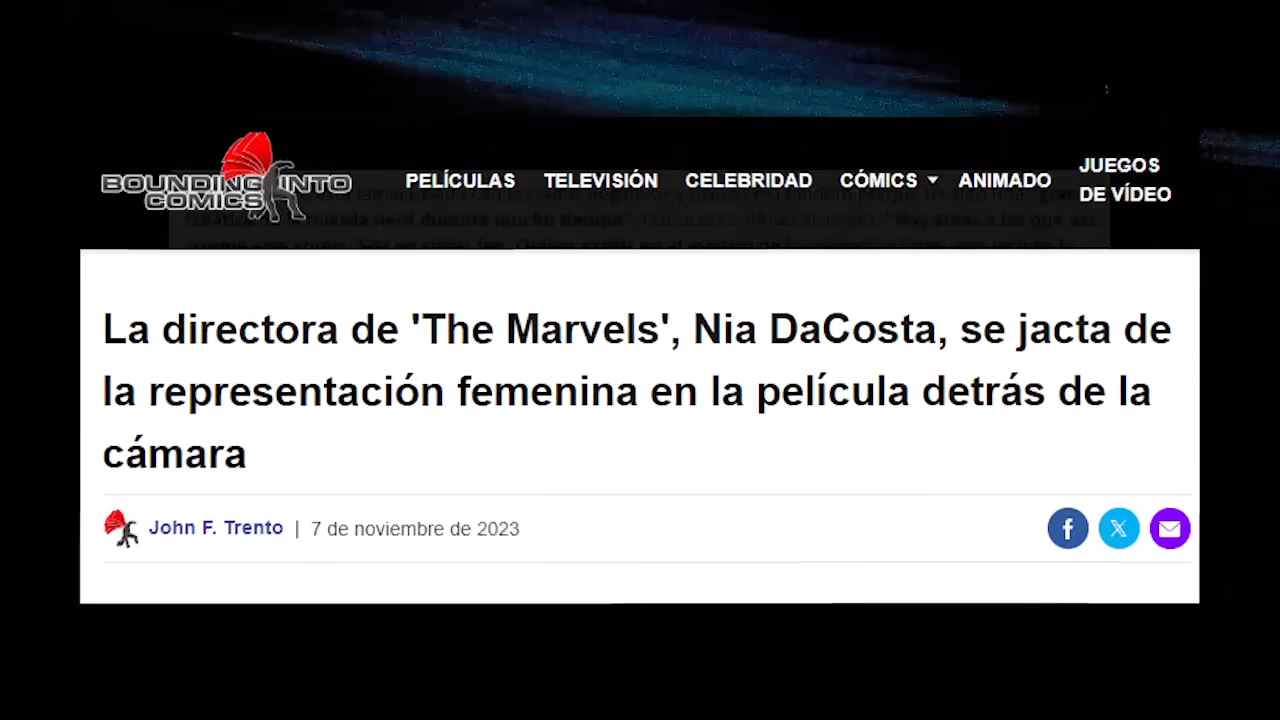 BOUNDING INTO
COMICS
PELÍCULAS TELEVISIÓN CELEBRIDAD CÓMICS ANIMADO JUEGOS
DE VÍDEO
La directora de 'The Marvels', Nia DaCosta, se jacta de
la representación femenina en la película detrás de la
cámara
John F. Trento | 7 de noviembre de 2023